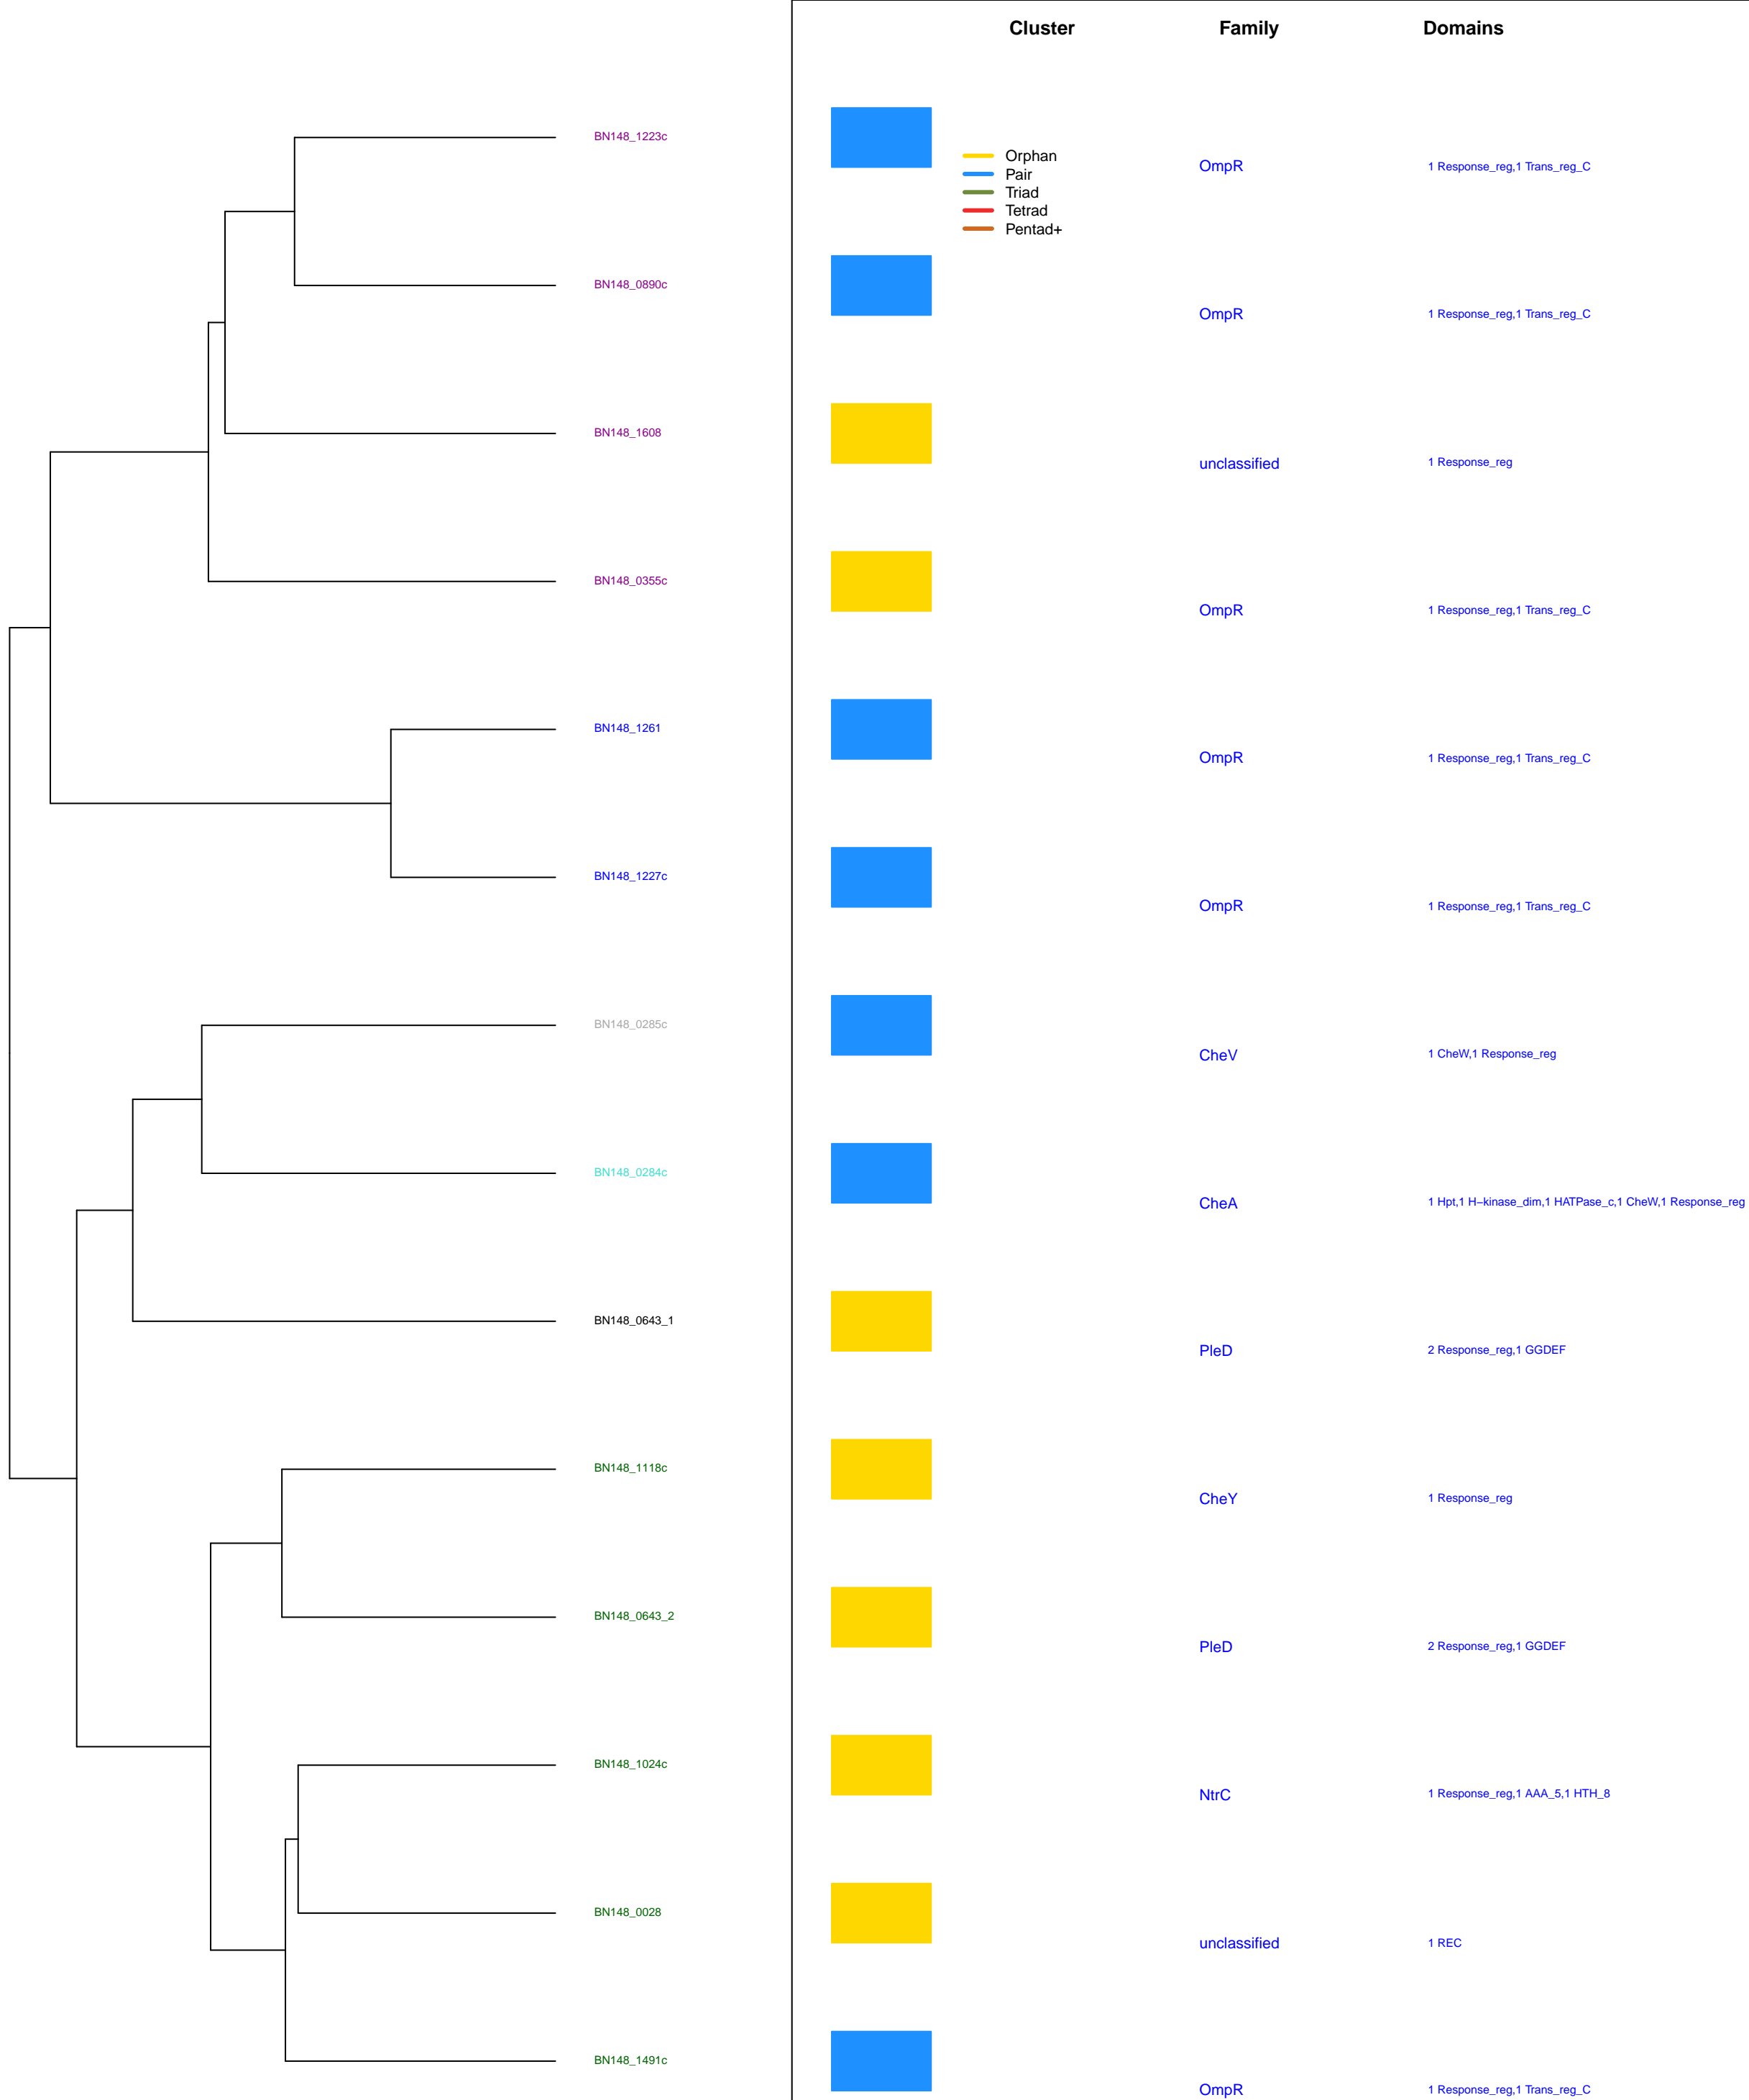 Cluster Family Domains
BN148_1223c
Orphan
Pair
Triad
Tetrad
Pentad+
OmpR 1 Response_reg,1 Trans_reg_C
BN148_0890c
OmpR 1 Response_reg,1 Trans_reg_C
BN148_1608
unclassified 1 Response_reg
BN148_0355c
OmpR 1 Response_reg,1 Trans_reg_C
BN148_1261
OmpR 1 Response_reg,1 Trans_reg_C
BN148_1227c
OmpR 1 Response_reg,1 Trans_reg_C
BN148_0285c
CheV 1 CheW,1 Response_reg
BN148_0284c
CheA 1 Hpt,1 H−kinase_dim,1 HATPase_c,1 CheW,1 Response_reg
BN148_0643_1
PleD 2 Response_reg,1 GGDEF
BN148_1118c
CheY 1 Response_reg
BN148_0643_2
PleD 2 Response_reg,1 GGDEF
BN148_1024c
NtrC 1 Response_reg,1 AAA_5,1 HTH_8
BN148_0028
unclassified 1 REC
BN148_1491c
OmpR 1 Response_reg,1 Trans_reg_C